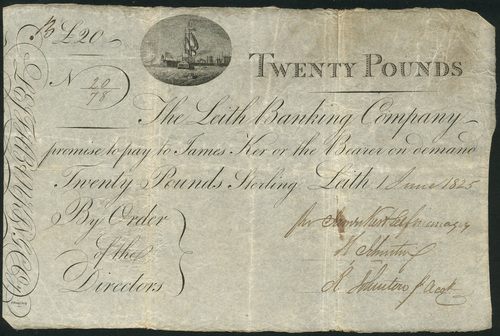 B £20
TWENTY POUNDS
N 20/78
The Leith Banking Company
promise to pay to James Ker or the Bearer on demand
Twenty Pounds Sterling. Leith 1 June 1825
By Order
of the
Directors